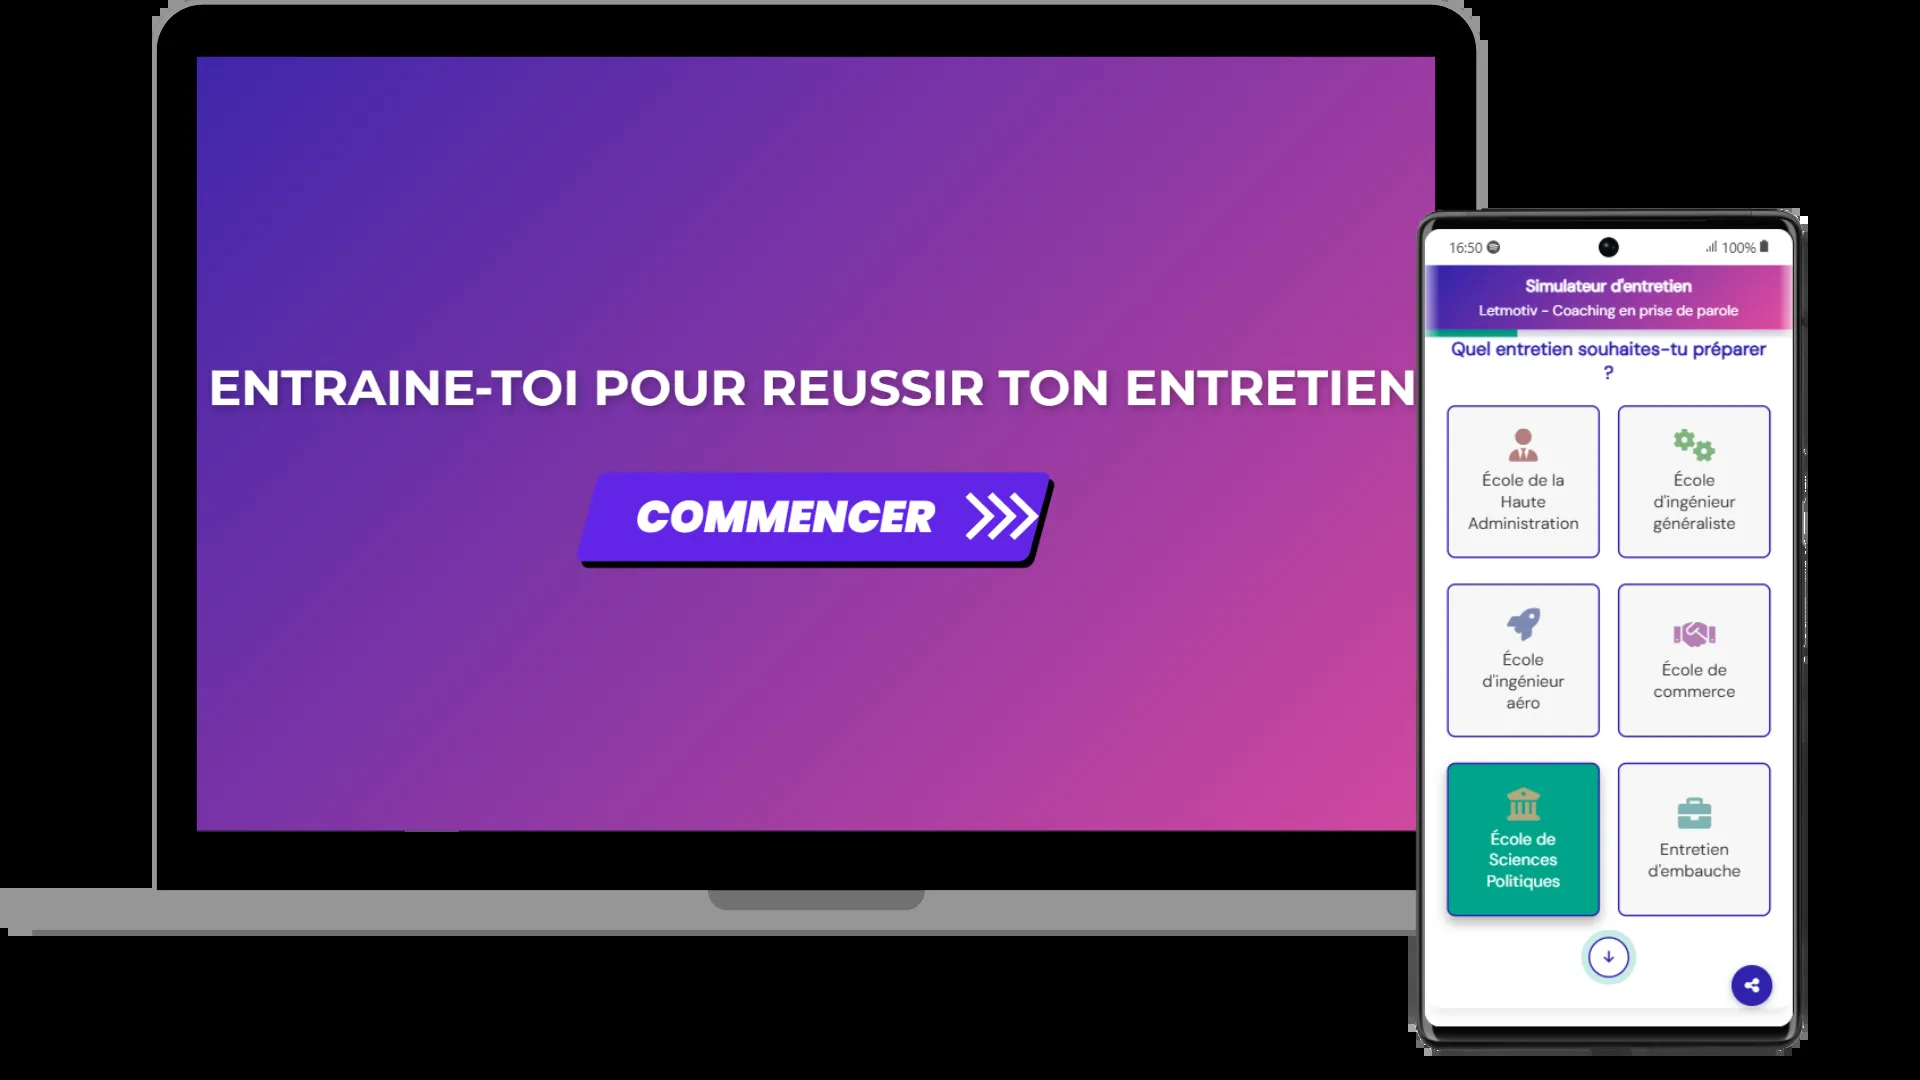 ENTRAINE-TOI POUR REUSSIR TON ENTRETIEN
COMMENCER
16:50
100%
Simulateur d'entretien
Letmotiv - Coaching en prise de parole
Quel entretien souhaites-tu préparer
?
École de la
Haute
Administration
École
d'ingénieur
généraliste
École
d'ingénieur
aéro
École de
commerce
École de
Sciences
Politiques
Entretien
d'embauche